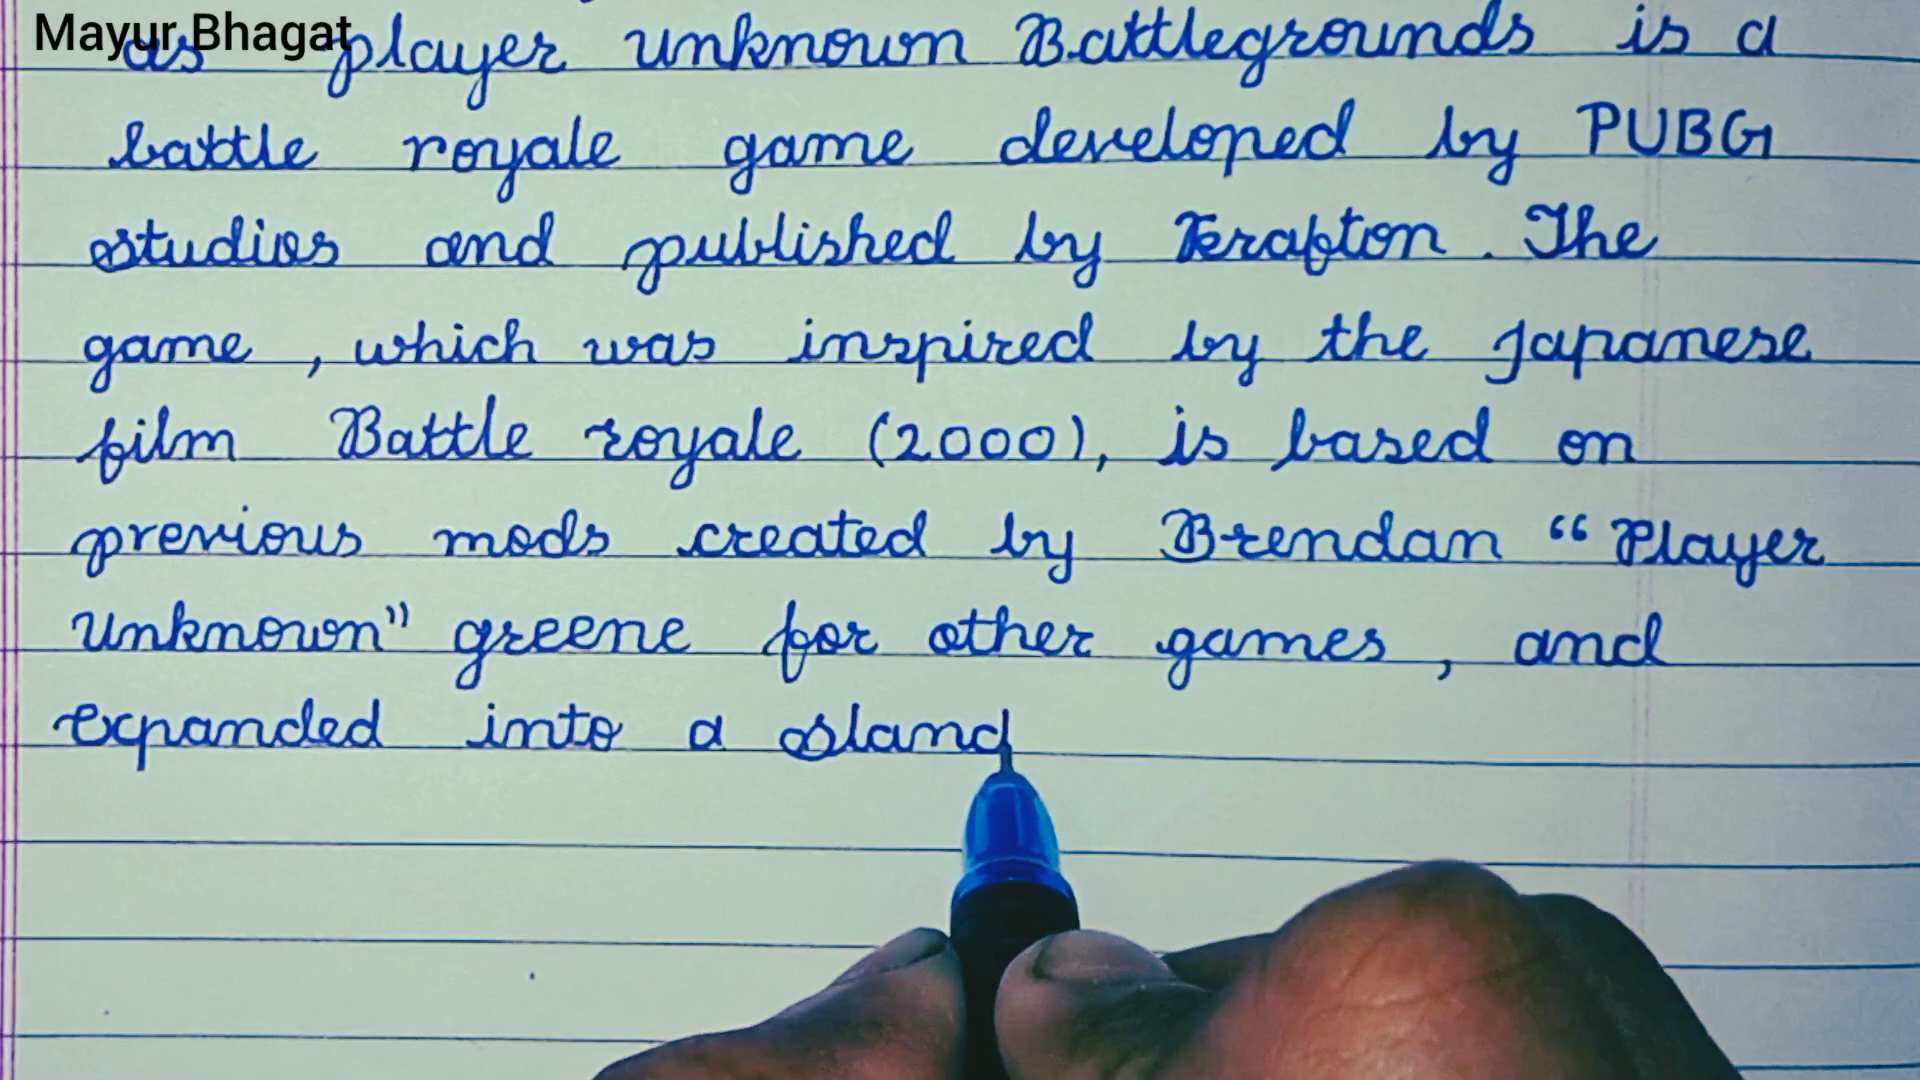 Mayur Bhagat
as player unknown Battlegrounds is a
battle royale game developed by PUBG
studios and published by Krafton. The
game, which was inspired by the Japanese
film Battle royale (2000), is based on
previous mods created by Brendan “Player
Unknown” greene for other games, and
expanded into a stand